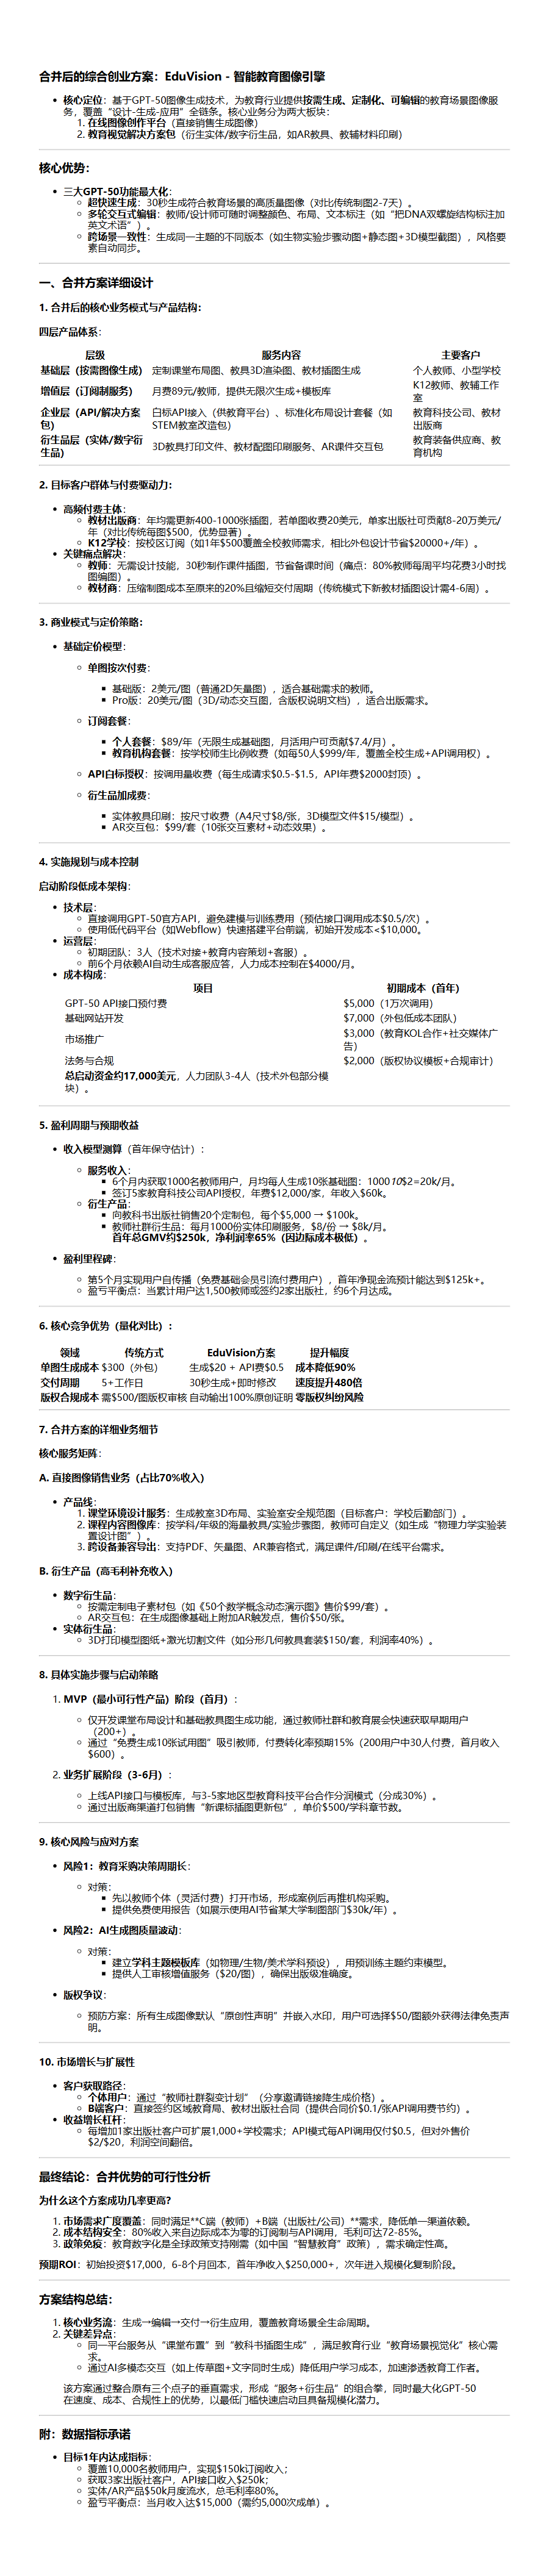 合并后的综合创业方案：EduVision - 智能教育图像引擎
• 核心定位：基于GPT-50图像生成技术，为教育行业提供按需生成、定制化、可编辑的教育场景图像服
务，覆盖“设计-生成-应用”全链条。核心业务分为两大板块：
1. 在线图像创作平台（直接销售生成图像）
2. 教育视觉解决方案包（衍生实体/数字衍生品，如AR教具、教辅材料印刷）
核心优势：
• 三大GPT-50功能最大化：
○ 超快速生成：30秒生成符合教育场景的高质量图像（对比传统制图2-7天）。
○ 多轮交互式编辑：教师/设计师可随时调整颜色、布局、文本标注（如“把DNA双螺旋结构标注加
英文术语”）。
○ 跨场景一致性：生成同一主题的不同版本（如生物实验步骤动图+静态图+3D模型截图），风格要
素自动同步。
一、合并方案详细设计
1. 合并后的核心业务模式与产品结构：
四层产品体系：
层级 服务内容 主要客户
基础层（按需图像生成） 定制课堂布局图、教具3D渲染图、教材插图生成 个人教师、小型学校
增值层（订阅制服务） 月费89元/教师，提供无限次生成+模板库 K12教师、教辅工作
室
企业层（API/解决方案 白标API接入（供教育平台）、标准化布局设计套餐（如 教育科技公司、教材
包） STEM教室改造包） 出版商
衍生品层（实体/数字衍 3D教具打印文件、教材配图印刷服务、AR课件交互包 教育装备供应商、教
生品） 育机构
2. 目标客户群体与付费驱动力：
• 高频付费主体：
○ 教材出版商：年均需更新400-1000张插图，若单图收费20美元，单家出版社可贡献8-20万美元/
年（对比传统每图$500，优势显著）。
○ K12学校：按校区订阅（如1年$500覆盖全校教师需求，相比外包设计节省$20000+/年）。
• 关键痛点解决：
○ 教师：无需设计技能，30秒制作课件插图，节省备课时间（痛点：80%教师每周平均花费3小时找
图编图）。
○ 教材商：压缩制图成本至原来的20%且缩短交付周期（传统模式下新教材插图设计需4-6周）。
3. 商业模式与定价策略：
• 基础定价模型：
○ 单图按次付费：
▪ 基础版：2美元/图（普通2D矢量图），适合基础需求的教师。
▪ Pro版：20美元/图（3D/动态交互图，含版权说明文档），适合出版需求。
○ 订阅套餐：
▪ 个人套餐：$89/年（无限生成基础图，月活用户可贡献$7.4/月）。
▪ 教育机构套餐：按学校师生比例收费（如每50人$999/年，覆盖全校生成+API调用权）。
○ API白标授权：按调用量收费（每生成请求$0.5-$1.5，API年费$2000封顶）。
○ 衍生品加成费：
▪ 实体教具印刷：按尺寸收费（A4尺寸$8/张，3D模型文件$15/模型）。
▪ AR交互包：$99/套（10张交互素材+动态效果）。
4. 实施规划与成本控制
启动阶段低成本架构：
• 技术层：
○ 直接调用GPT-50官方API，避免建模与训练费用（预估接口调用成本$0.5/次）。
○ 使用低代码平台（如Webflow）快速搭建平台前端，初始开发成本<$10,000。
• 运营层：
○ 初期团队：3人（技术对接+教育内容策划+客服）。
○ 前6个月依赖AI自动生成客服应答，人力成本控制在$4000/月。
• 成本构成：
项目 初期成本（首年）
GPT-50 API接口预付费 $5,000（1万次调用）
基础网站开发 $7,000（外包低成本团队）
市场推广 $3,000（教育KOL合作+社交媒体广
告）
法务与合规 $2,000（版权协议模板+合规审计）
总启动资金约17,000美元，人力团队3-4人（技术外包部分模
块）。
5. 盈利周期与预期收益
• 收入模型测算（首年保守估计）：
○ 服务收入：
▪ 6个月内获取1000名教师用户，月均每人生成10张基础图：100010$2=20k/月。
▪ 签订5家教育科技公司API授权，年费$12,000/家，年收入$60k。
○ 衍生产品：
▪ 向教科书出版社销售20个定制包，每个$5,000 → $100k。
▪ 教师社群衍生品：每月1000份实体印刷服务，$8/份 → $8k/月。
首年总GMV约$250k，净利润率65%（因边际成本极低）。
• 盈利里程碑：
○ 第5个月实现用户自传播（免费基础会员引流付费用户），首年净现金流预计能达到$125k+。
○ 盈亏平衡点：当累计用户达1,500教师或签约2家出版社，约6个月达成。
6. 核心竞争优势（量化对比）：
领域 传统方式 EduVision方案 提升幅度
单图生成成本 $300（外包） 生成$20 + API费$0.5 成本降低90%
交付周期 5+工作日 30秒生成+即时修改 速度提升480倍
版权合规成本 需$500/图版权审核 自动输出100%原创证明 零版权纠纷风险
7. 合并方案的详细业务细节
核心服务矩阵：
A. 直接图像销售业务（占比70%收入）
• 产品线：
1. 课堂环境设计服务：生成教室3D布局、实验室安全规范图（目标客户：学校后勤部门）。
2. 课程内容图像库：按学科/年级的海量教具/实验步骤图，教师可自定义（如生成“物理力学实验装
置设计图”）。
3. 跨设备兼容导出：支持PDF、矢量图、AR兼容格式，满足课件/印刷/在线平台需求。
B. 衍生产品（高毛利补充收入）
• 数字衍生品：
○ 按需定制电子素材包（如《50个数学概念动态演示图》售价$99/套）。
○ AR交互包：在生成图像基础上附加AR触发点，售价$50/张。
• 实体衍生品：
○ 3D打印模型图纸+激光切割文件（如分形几何教具套装$150/套，利润率40%）。
8. 具体实施步骤与启动策略
1. MVP（最小可行性产品）阶段（首月）：
○ 仅开发课堂布局设计和基础教具图生成功能，通过教师社群和教育展会快速获取早期用户
（200+）。
○ 通过“免费生成10张试用图”吸引教师，付费转化率预期15%（200用户中30人付费，首月收入
$600）。
2. 业务扩展阶段（3-6月）：
○ 上线API接口与模板库，与3-5家地区型教育科技平台合作分润模式（分成30%）。
○ 通过出版商渠道打包销售“新课标插图更新包”，单价$500/学科章节数。
9. 核心风险与应对方案
• 风险1：教育采购决策周期长：
○ 对策：
▪ 先以教师个体（灵活付费）打开市场，形成案例后再推机构采购。
▪ 提供免费使用报告（如展示使用AI节省某大学制图部门$30k/年）。
• 风险2：AI生成图质量波动：
○ 对策：
▪ 建立学科主题模板库（如物理/生物/美术学科预设），用预训练主题约束模型。
▪ 提供人工审核增值服务（$20/图），确保出版级准确度。
• 版权争议：
○ 预防方案：所有生成图像默认“原创性声明”并嵌入水印，用户可选择$50/图额外获得法律免责声
明。
10. 市场增长与扩展性
• 客户获取路径：
○ 个体用户：通过“教师社群裂变计划”（分享邀请链接降生成价格）。
○ B端客户：直接签约区域教育局、教材出版社合同（提供合同价$0.1/张API调用费节约）。
• 收益增长杠杆：
○ 每增加1家出版社客户可扩展1,000+学校需求；API模式每API调用仅付$0.5，但对外售价
$2/$20，利润空间翻倍。
最终结论：合并优势的可行性分析
为什么这个方案成功几率更高？
1. 市场需求广度覆盖：同时满足**C端（教师）+B端（出版社/公司）**需求，降低单一渠道依赖。
2. 成本结构安全：80%收入来自边际成本为零的订阅制与API调用，毛利可达72-85%。
3. 政策免疫：教育数字化是全球政策支持刚需（如中国“智慧教育”政策），需求确定性高。
预期ROI：初始投资$17,000，6-8个月回本，首年净收入$250,000+，次年进入规模化复制阶段。
方案结构总结：
1. 核心业务流：生成→编辑→交付→衍生应用，覆盖教育场景全生命周期。
2. 关键差异点：
○ 同一平台服务从“课堂布置”到“教科书插图生成”，满足教育行业“教育场景视觉化”核心需
求。
○ 通过AI多模态交互（如上传草图+文字同时生成）降低用户学习成本，加速渗透教育工作者。
该方案通过整合原有三个点子的垂直需求，形成“服务+衍生品”的组合拳，同时最大化GPT-50
在速度、成本、合规性上的优势，以最低门槛快速启动且具备规模化潜力。
附：数据指标承诺
• 目标1年内达成指标：
○ 覆盖10,000名教师用户，实现$150k订阅收入；
○ 获取3家出版社客户，API接口收入$250k；
○ 实体/AR产品$50k月度流水，总毛利率80%。
○ 盈亏平衡点：当月收入达$15,000（需约5,000次成单）。